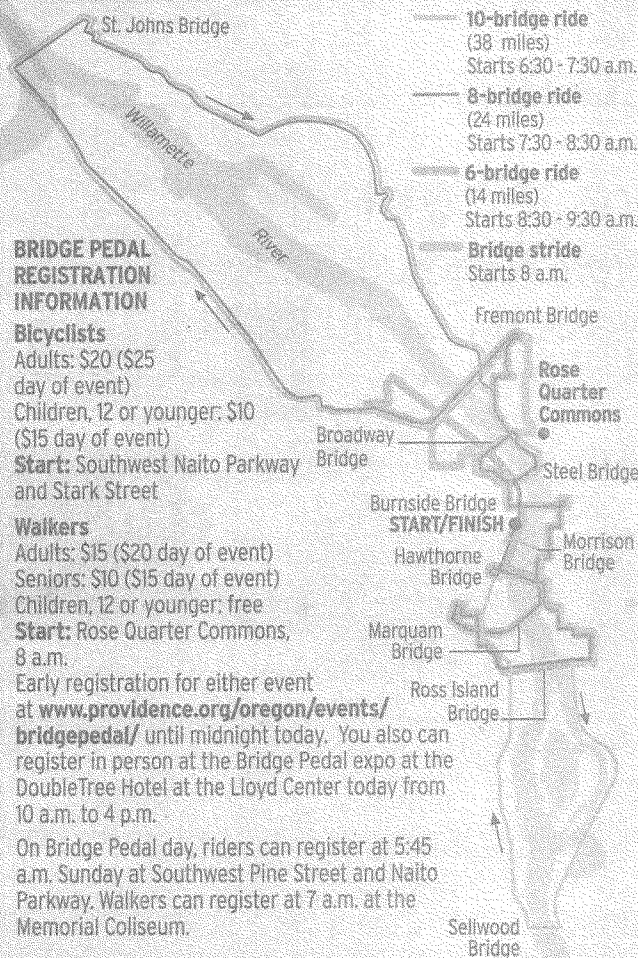 St. Johns Bridge
10-bridge ride
(38 miles)
Starts 6:30 - 7:30 a.m.
8-bridge ride
(24 miles)
Starts 7:30 - 8:30 a.m.
6-bridge ride
(14 miles)
Starts 8:30 - 9:30 a.m.
Bridge stride
Starts 8 a.m.
Willamette
River
Fremont Bridge
Rose
Quarter
Commons
Broadway
Bridge
Steel Bridge
Burnside Bridge
START/FINISH
Morrison
Bridge
Hawthorne
Bridge
Marquam
Bridge
Ross Island
Bridge
Sellwood
Bridge
BRIDGE PEDAL
REGISTRATION
INFORMATION
Bicyclists
Adults: $20 ($25
day of event)
Children, 12 or younger: $10
($15 day of event)
Start: Southwest Naito Parkway
and Stark Street
Walkers
Adults: $15 ($20 day of event)
Seniors: $10 ($15 day of event)
Children, 12 or younger: free
Start: Rose Quarter Commons,
8 a.m.
Early registration for either event
at www.providence.org/oregon/events/
bridgepedal/ until midnight today. You also can
register in person at the Bridge Pedal expo at the
DoubleTree Hotel at the Lloyd Center today from
10 a.m. to 4 p.m.
On Bridge Pedal day, riders can register at 5:45
a.m. Sunday at Southwest Pine Street and Naito
Parkway. Walkers can register at 7 a.m. at the
Memorial Coliseum.